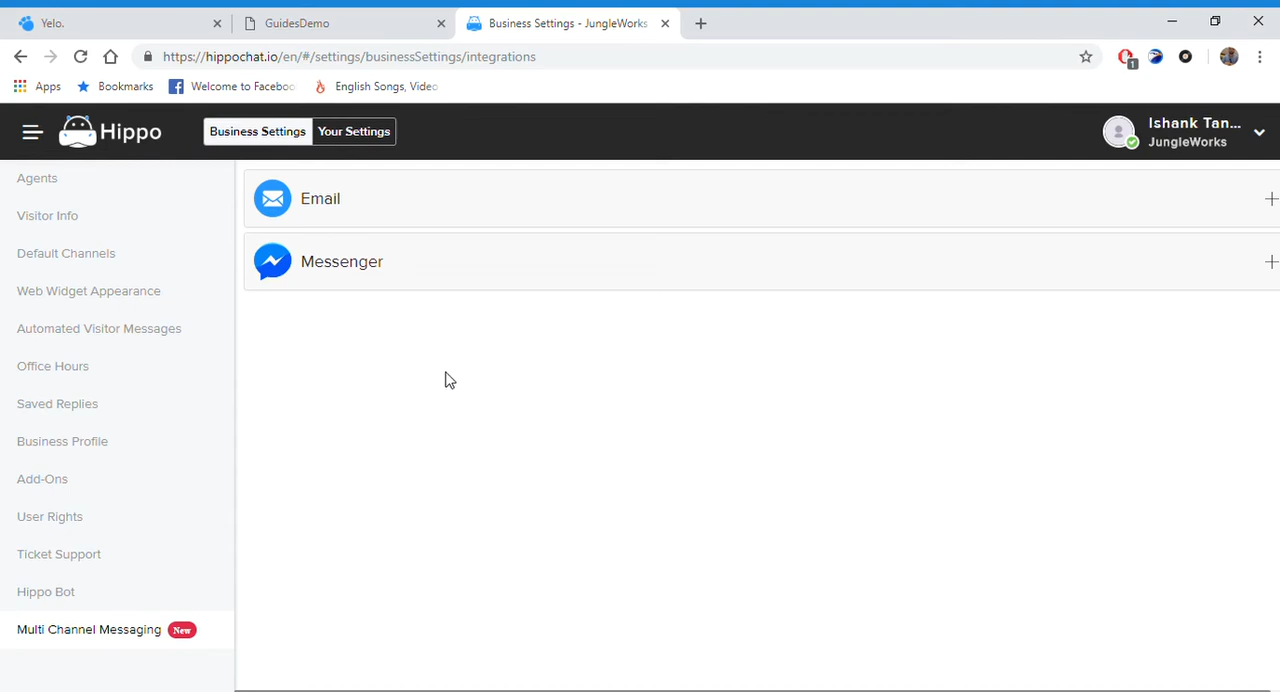 Yelo.
GuidesDemo
Business Settings - JungleWorks
https://hippochat.io/en/#/settings/businessSettings/integrations
1
Apps
Bookmarks
Welcome to Faceboo
English Songs, Video
Hippo
Business Settings
Your Settings
Ishank Tan...
JungleWorks
Agents
Visitor Info
Default Channels
Web Widget Appearance
Automated Visitor Messages
Office Hours
Saved Replies
Business Profile
Add-Ons
User Rights
Ticket Support
Hippo Bot
Multi Channel Messaging New
Email
Messenger